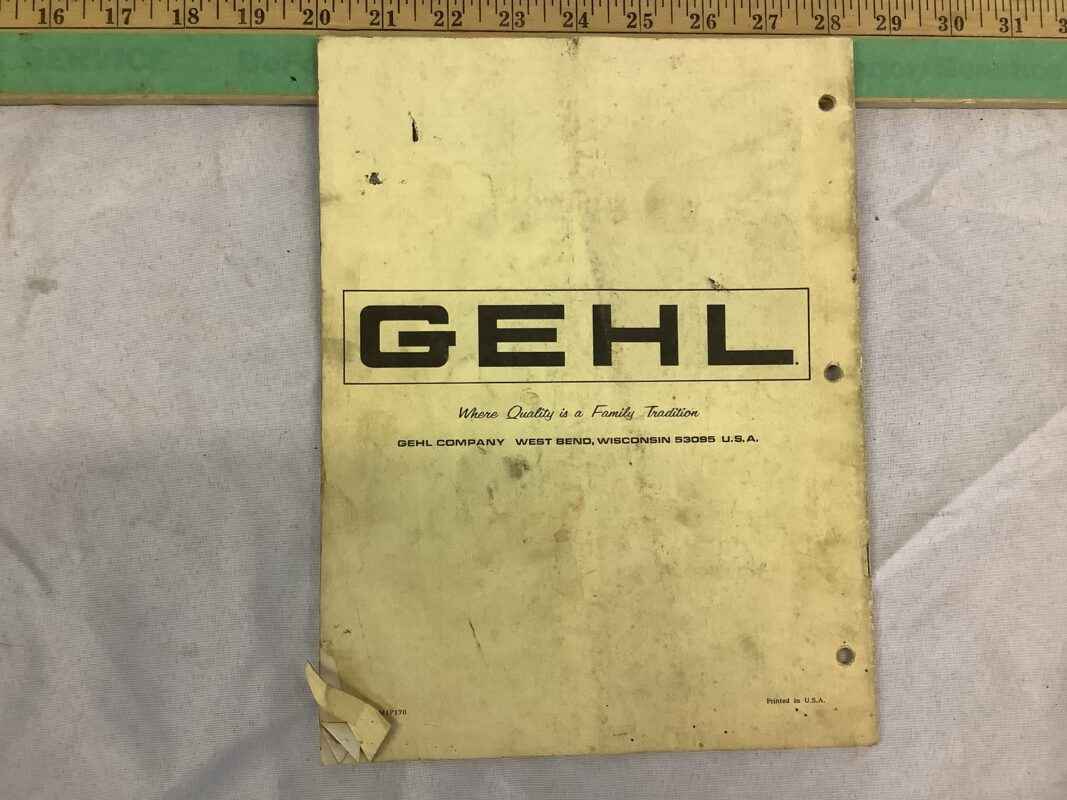 16 17 18 19 20 21 22 23 24 25 26 27 28 29 30 31
GEHL
Where Quality is a Family Tradition
GEHL COMPANY WEST BEND, WISCONSIN 53095 U.S.A.
Printed in U.S.A.